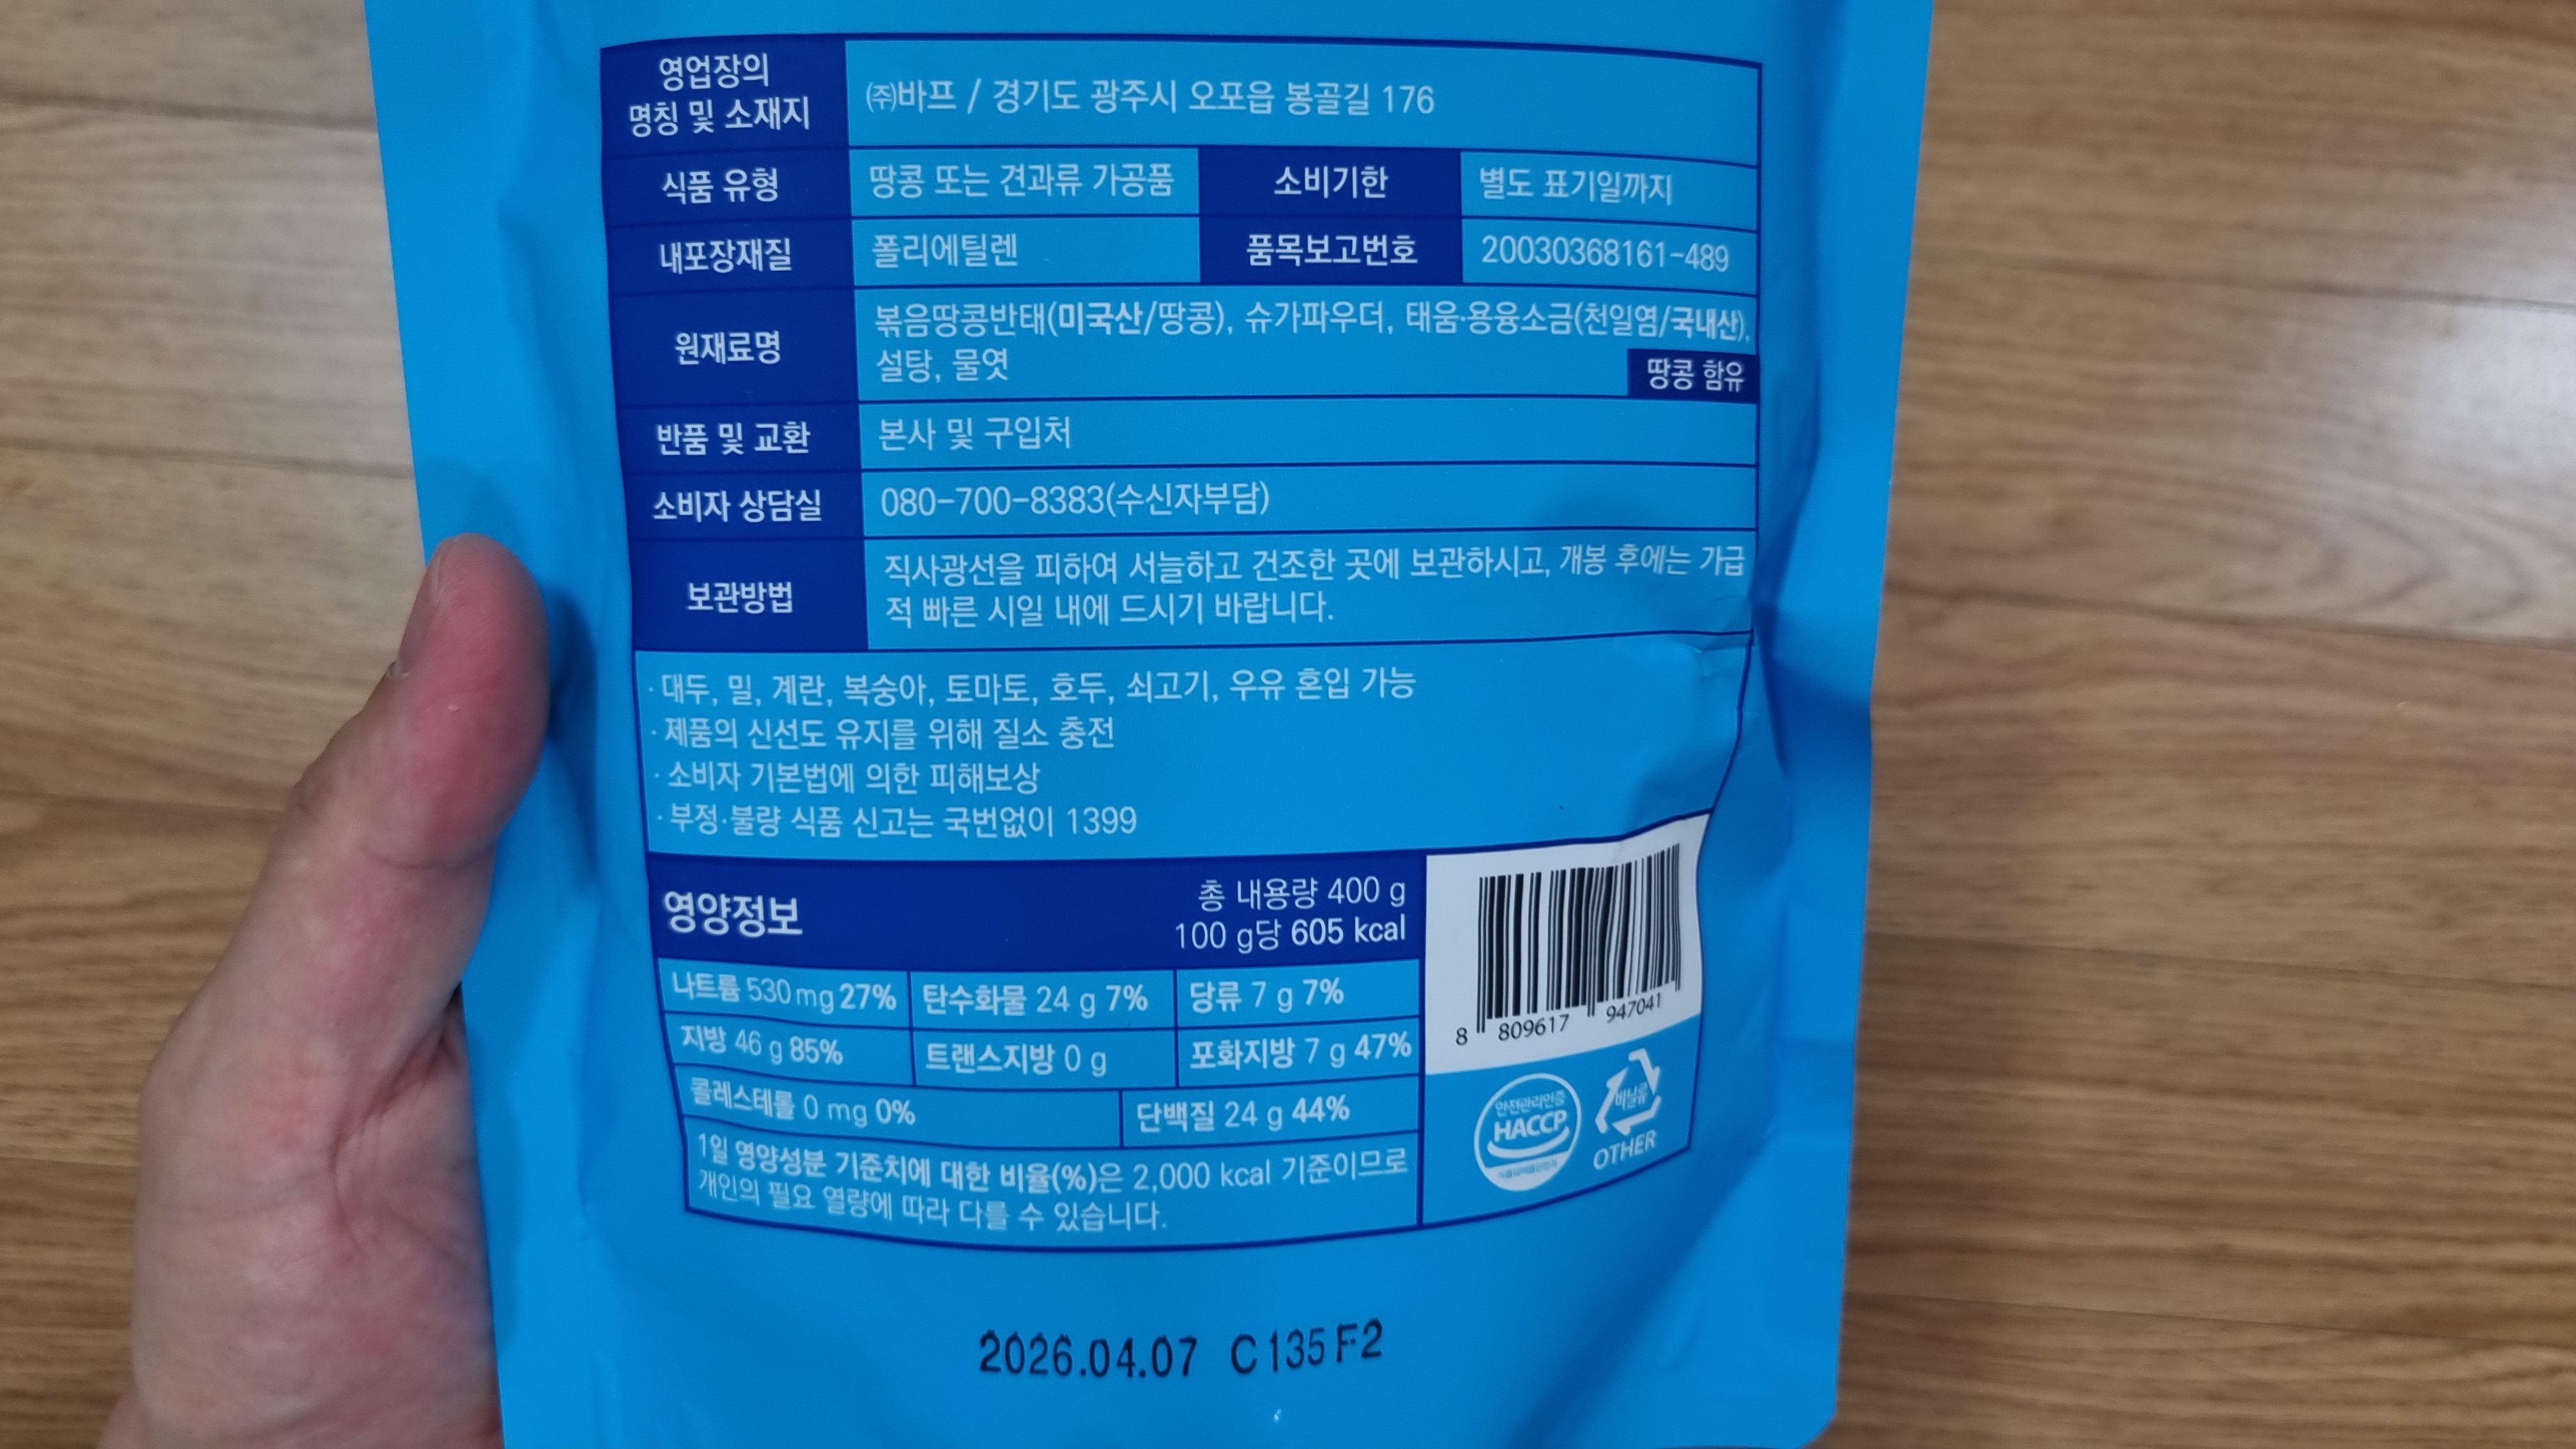 영업장의
명칭 및 소재지
㈜바프 / 경기도 광주시 오포읍 봉골길 176
식품 유형
땅콩 또는 견과류 가공품
소비기한
별도 표기일까지
내포장재질
폴리에틸렌
품목보고번호
20030368161-489
원재료명
볶음땅콩반태(미국산/땅콩), 슈가파우더, 태움·용융소금(천일염/국내산),
설탕, 물엿
땅콩 함유
반품 및 교환
본사 및 구입처
소비자 상담실
080-700-8383(수신자부담)
보관방법
직사광선을 피하여 서늘하고 건조한 곳에 보관하시고, 개봉 후에는 가급
적 빠른 시일 내에 드시기 바랍니다.
· 대두, 밀, 계란, 복숭아, 토마토, 호두, 쇠고기, 우유 혼입 가능
· 제품의 신선도 유지를 위해 질소 충전
· 소비자 기본법에 의한 피해보상
· 부정·불량 식품 신고는 국번없이 1399
영양정보
총 내용량 400 g
100 g당 605 kcal
나트륨 530 mg 27% 탄수화물 24 g 7% 당류 7 g 7%
지방 46 g 85% 트랜스지방 0 g 포화지방 7 g 47%
콜레스테롤 0 mg 0% 단백질 24 g 44%
1일 영양성분 기준치에 대한 비율(%)은 2,000 kcal 기준이므로
개인의 필요 열량에 따라 다를 수 있습니다.
8 809617 947041
안전관리인증
HACCP
비닐류
OTHER
2026.04.07 C135F2